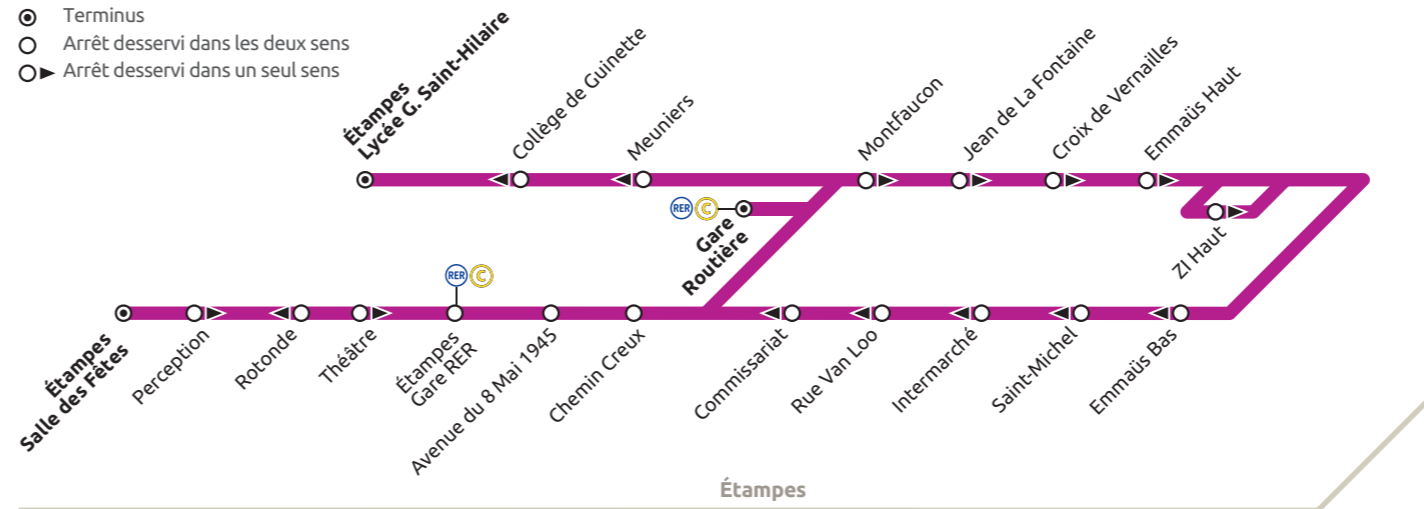 Terminus
Arrêt desservi dans les deux sens
Arrêt desservi dans un seul sens
Étampes
Lycée G. Saint-Hilaire
Collège de Guinette
Meuniers
Montfaucon
Jean de La Fontaine
Croix de Vernailles
Emmaüs Haut
RER C
Gare
Routière
ZI Haut
RER C
Étampes
Salle des Fêtes
Perception
Rotonde
Théâtre
Étampes
Gare RER
Avenue du 8 Mai 1945
Chemin Creux
Commissariat
Rue Van Loo
Intermarché
Saint-Michel
Emmaüs Bas
Étampes